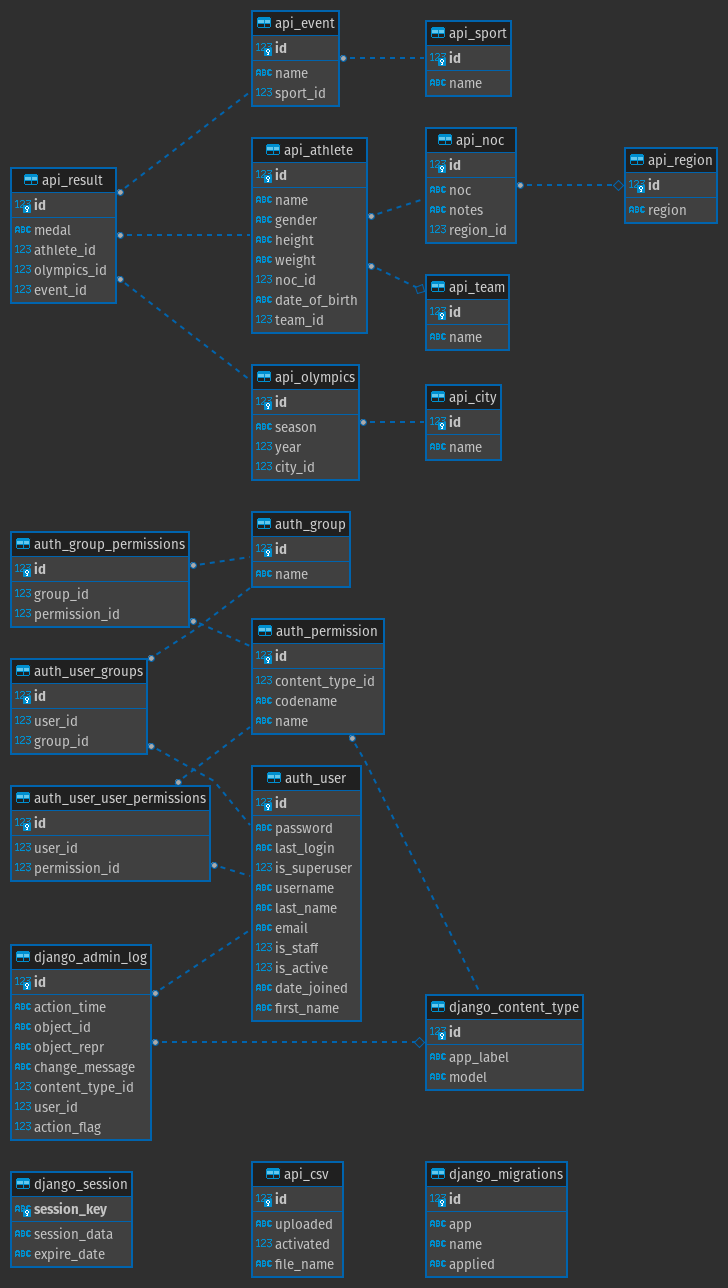 api_event
123 id
ABC name
123 sport_id
api_sport
123 id
ABC name
api_result
123 id
ABC medal
123 athlete_id
123 olympics_id
123 event_id
api_athlete
123 id
ABC name
ABC gender
ABC height
ABC weight
123 noc_id
ABC date_of_birth
123 team_id
api_noc
123 id
ABC noc
ABC notes
123 region_id
api_region
123 id
ABC region
api_team
123 id
ABC name
api_olympics
123 id
ABC season
123 year
123 city_id
api_city
123 id
ABC name
auth_group_permissions
123 id
123 group_id
123 permission_id
auth_group
123 id
ABC name
auth_user_groups
123 id
123 user_id
123 group_id
auth_permission
123 id
123 content_type_id
ABC codename
ABC name
auth_user_user_permissions
123 id
123 user_id
123 permission_id
auth_user
123 id
ABC password
ABC last_login
123 is_superuser
ABC username
ABC last_name
ABC email
123 is_staff
123 is_active
ABC date_joined
ABC first_name
django_admin_log
123 id
ABC action_time
ABC object_id
ABC object_repr
ABC change_message
123 content_type_id
123 user_id
123 action_flag
django_content_type
123 id
ABC app_label
ABC model
django_session
ABC session_key
ABC session_data
ABC expire_date
api_csv
123 id
ABC uploaded
123 activated
ABC file_name
django_migrations
123 id
ABC app
ABC name
ABC applied